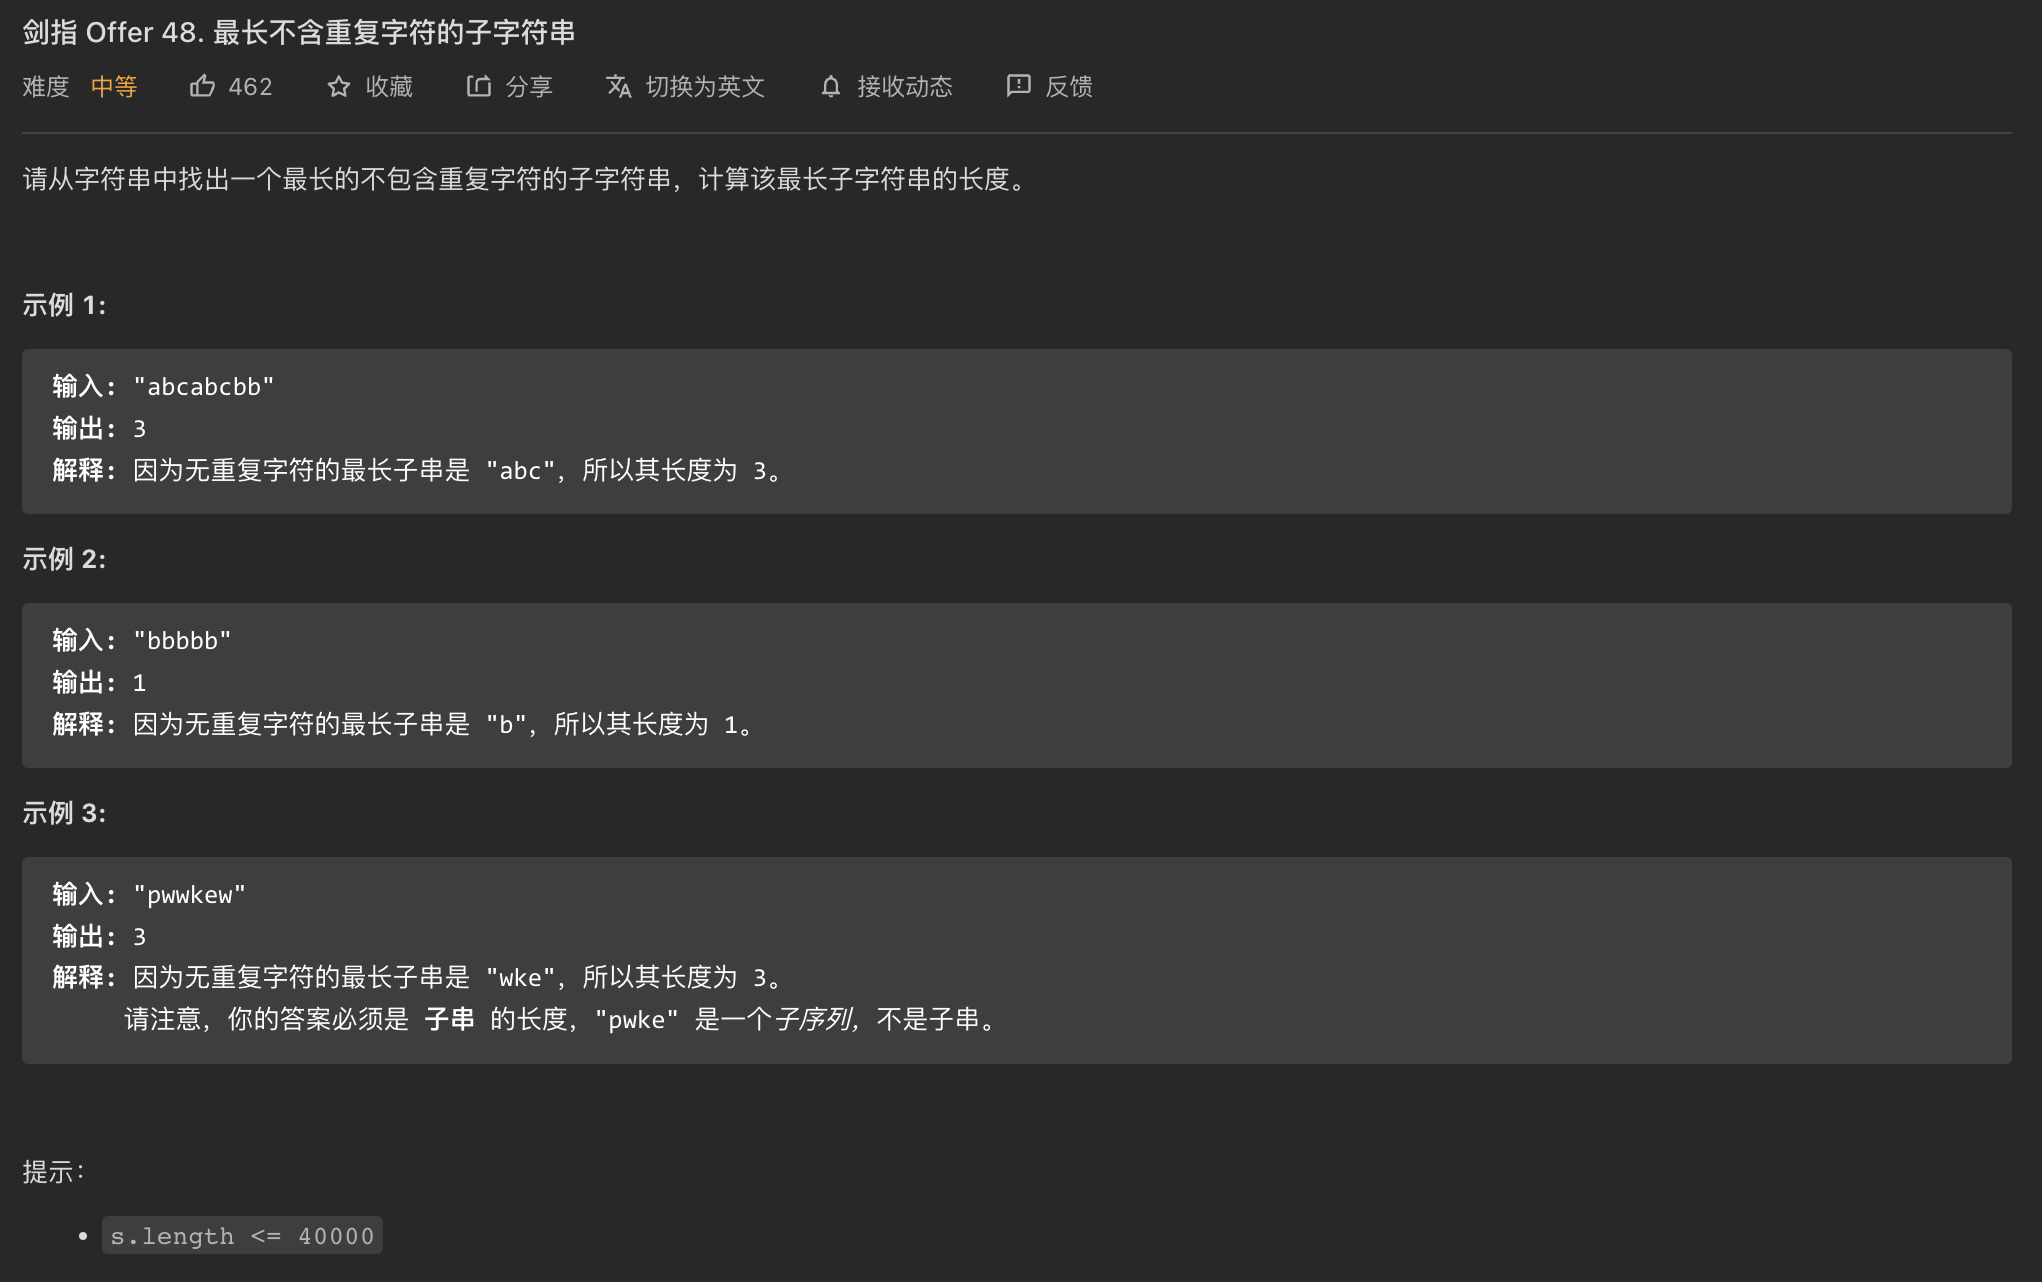 剑指 Offer 48. 最长不含重复字符的子字符串
难度 中等 462 收藏 分享 切换为英文 接收动态 反馈
请从字符串中找出一个最长的不包含重复字符的子字符串，计算该最长子字符串的长度。
示例 1:
输入: "abcabcbb"
输出: 3
解释: 因为无重复字符的最长子串是 "abc"，所以其长度为 3。
示例 2:
输入: "bbbbb"
输出: 1
解释: 因为无重复字符的最长子串是 "b"，所以其长度为 1。
示例 3:
输入: "pwwkew"
输出: 3
解释: 因为无重复字符的最长子串是 "wke"，所以其长度为 3。
请注意，你的答案必须是 子串 的长度，"pwke" 是一个子序列，不是子串。
提示：
• s.length <= 40000